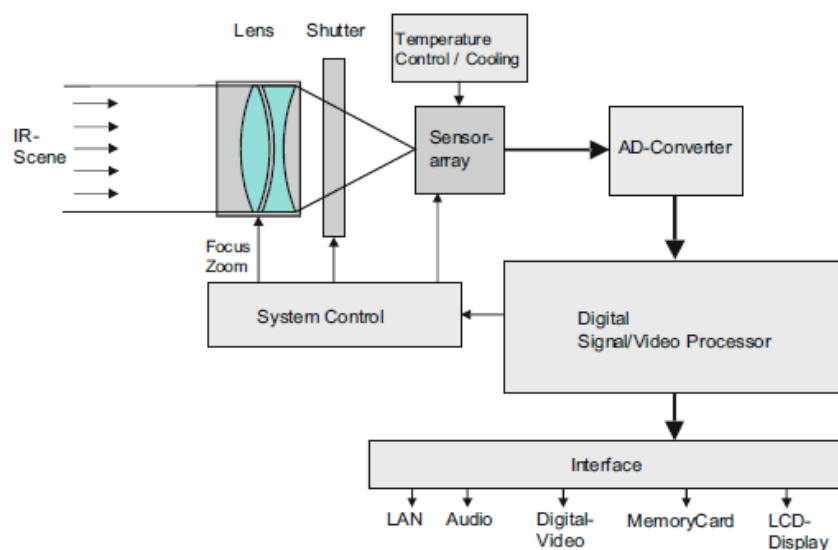 Lens
Shutter
Temperature
Control / Cooling
IR-
Scene
Sensor-
array
AD-Converter
Focus
Zoom
System Control
Digital
Signal/Video Processor
Interface
LAN
Audio
Digital-
Video
MemoryCard
LCD-
Display